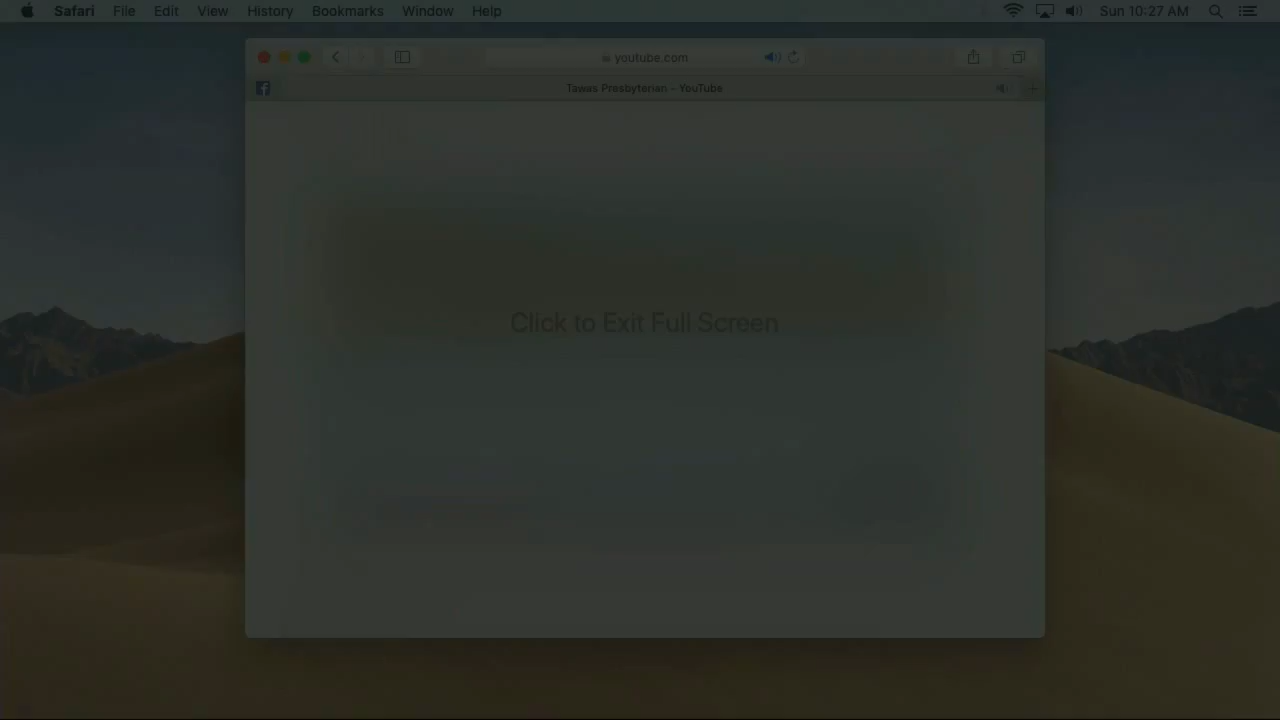 Safari File Edit View History Bookmarks Window Help Sun 10:27 AM
youtube.com
f Tawas Presbyterian – YouTube +
Click to Exit Full Screen